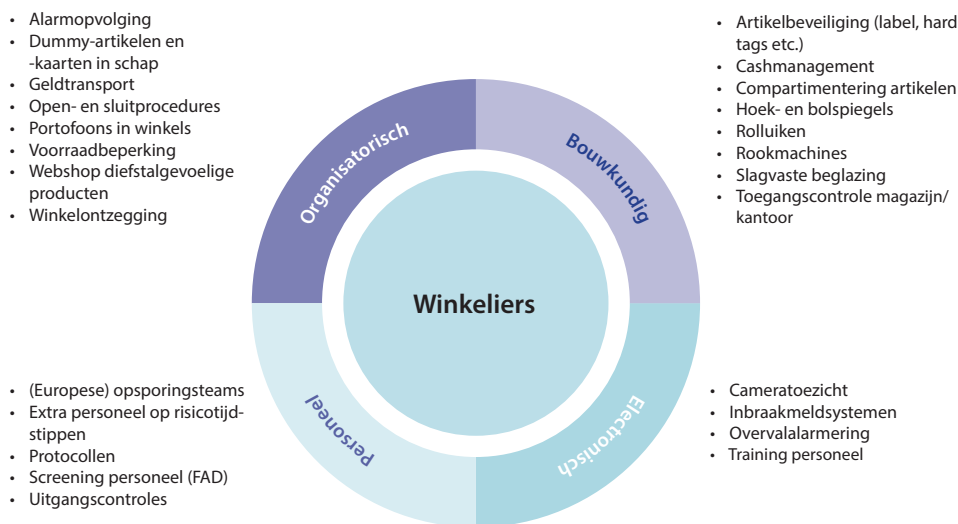 • Alarmopvolging
• Dummy-artikelen en
-kaarten in schap
• Geldtransport
• Open- en sluitprocedures
• Portofoons in winkels
• Voorraadbeperking
• Webshop diefstalgevoelige
producten
• Winkelontzegging
• Artikelbeveiliging (label, hard
tags etc.)
• Cashmanagement
• Compartimentering artikelen
• Hoek- en bolspiegels
• Rolluiken
• Rookmachines
• Slagvaste beglazing
• Toegangscontrole magazijn/
kantoor
Organisatorisch
Bouwkundig
Winkeliers
Personeel
Electronisch
• (Europese) opsporingsteams
• Extra personeel op risicotijd-
stippen
• Protocollen
• Screening personeel (FAD)
• Uitgangscontroles
• Cameratoezicht
• Inbraakmeldsystemen
• Overvalalarmering
• Training personeel